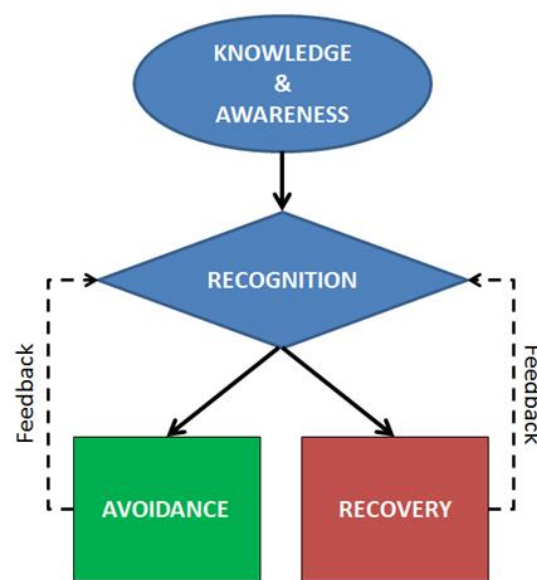 KNOWLEDGE
&
AWARENESS
RECOGNITION
Feedback
Feedback
AVOIDANCE
RECOVERY